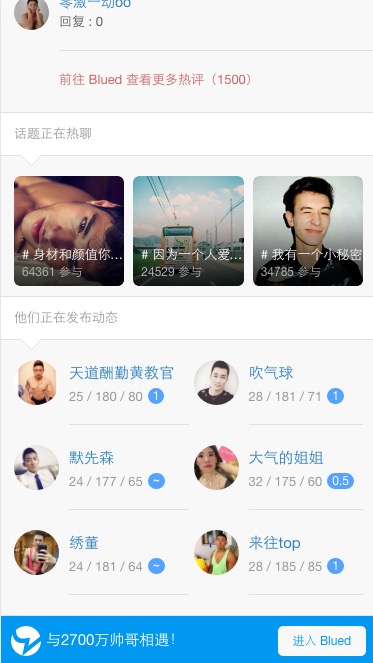 零激一动oo
回复 : 0
前往 Blued 查看更多热评（1500）
话题正在热聊
# 身材和颜值你...
64361 参与
# 因为一个人爱...
24529 参与
# 我有一个小秘密
34785 参与
他们正在发布动态
天道酬勤黄教官
25 / 180 / 80 1
吹气球
28 / 181 / 71 1
默先森
24 / 177 / 65 ~
大气的姐姐
32 / 175 / 60 0.5
绣董
24 / 181 / 64 ~
来往top
28 / 185 / 85 1
与2700万帅哥相遇！
进入 Blued